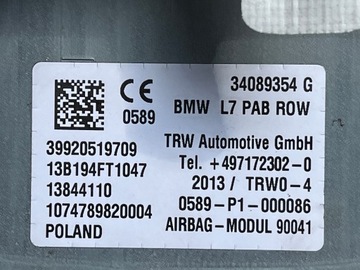 34089354 G
CE
0589
BMW L7 PAB ROW
39920519709
TRW Automotive GmbH
13B194FT1047
Tel. +497172302-0
13844110
2013 / TRW0-4
1074789820004
0589-P1-000086
POLAND
AIRBAG-MODUL 90041